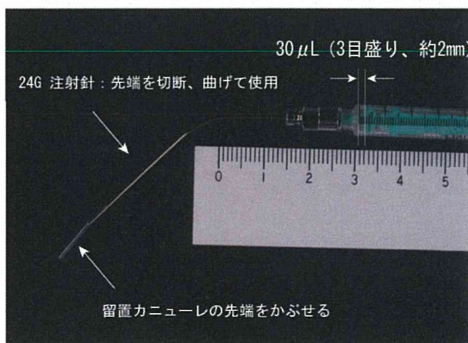 30μL (3目盛り、約2mm)
24G 注射針：先端を切断、曲げて使用
0 1 2 3 4 5
留置カニューレの先端をかぶせる